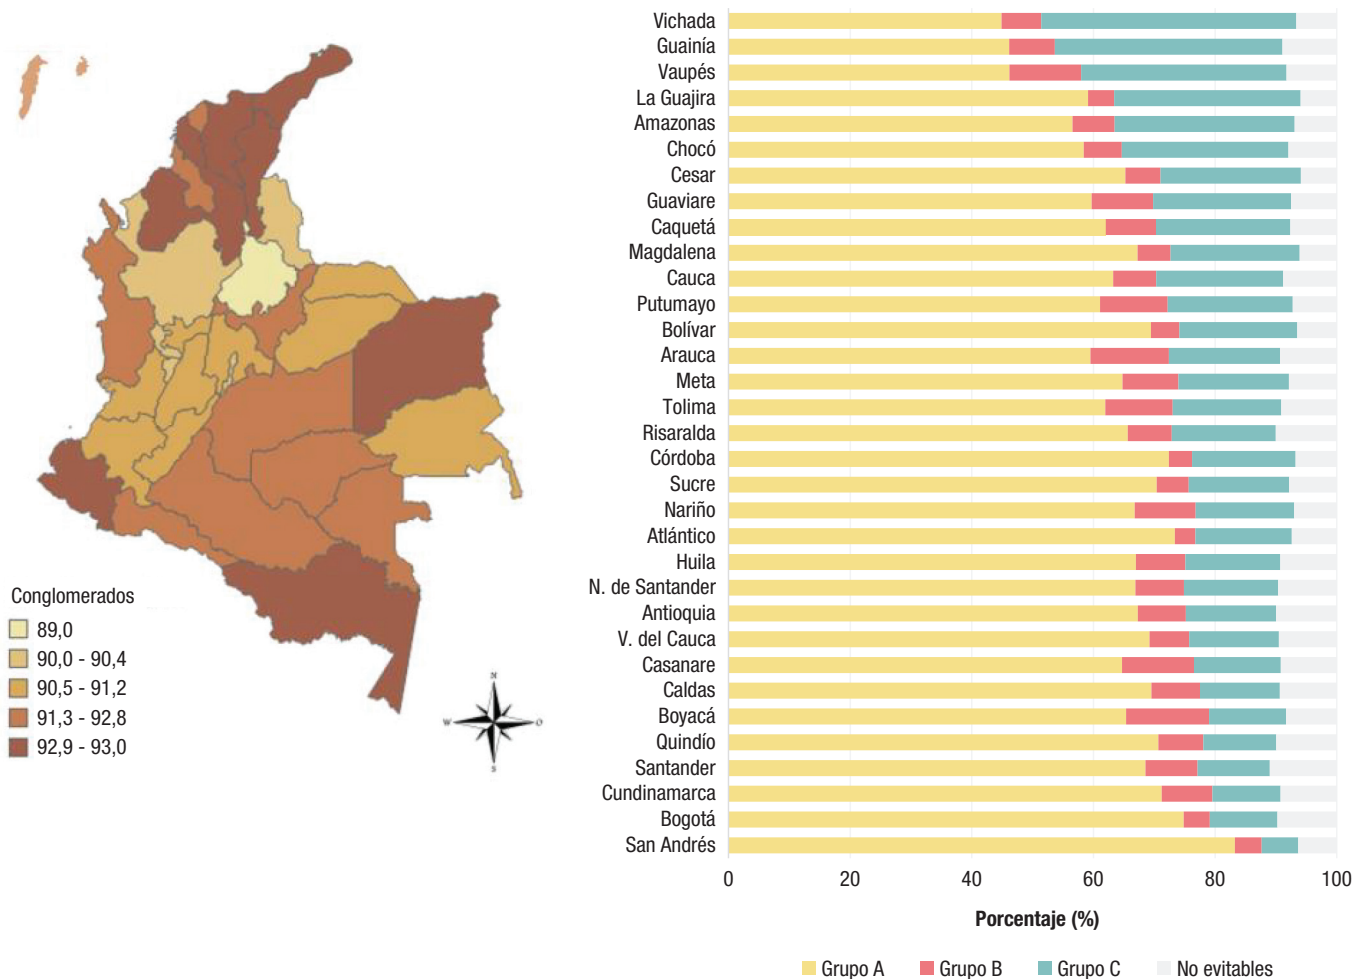 Conglomerados
89,0
90,0 - 90,4
90,5 - 91,2
91,3 - 92,8
92,9 - 93,0
N
W
O
S
Vichada
Guainía
Vaupés
La Guajira
Amazonas
Chocó
Cesar
Guaviare
Caquetá
Magdalena
Cauca
Putumayo
Bolívar
Arauca
Meta
Tolima
Risaralda
Córdoba
Sucre
Nariño
Atlántico
Huila
N. de Santander
Antioquia
V. del Cauca
Casanare
Caldas
Boyacá
Quindío
Santander
Cundinamarca
Bogotá
San Andrés
0 20 40 60 80 100
Porcentaje (%)
Grupo A Grupo B Grupo C No evitables